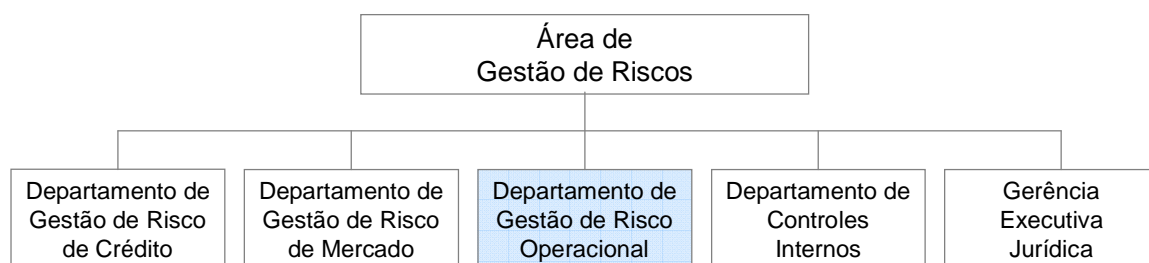 Área de
Gestão de Riscos
Departamento de
Gestão de Risco
de Crédito
Departamento de
Gestão de Risco
de Mercado
Departamento de
Gestão de Risco
Operacional
Departamento de
Controles
Internos
Gerência
Executiva
Jurídica